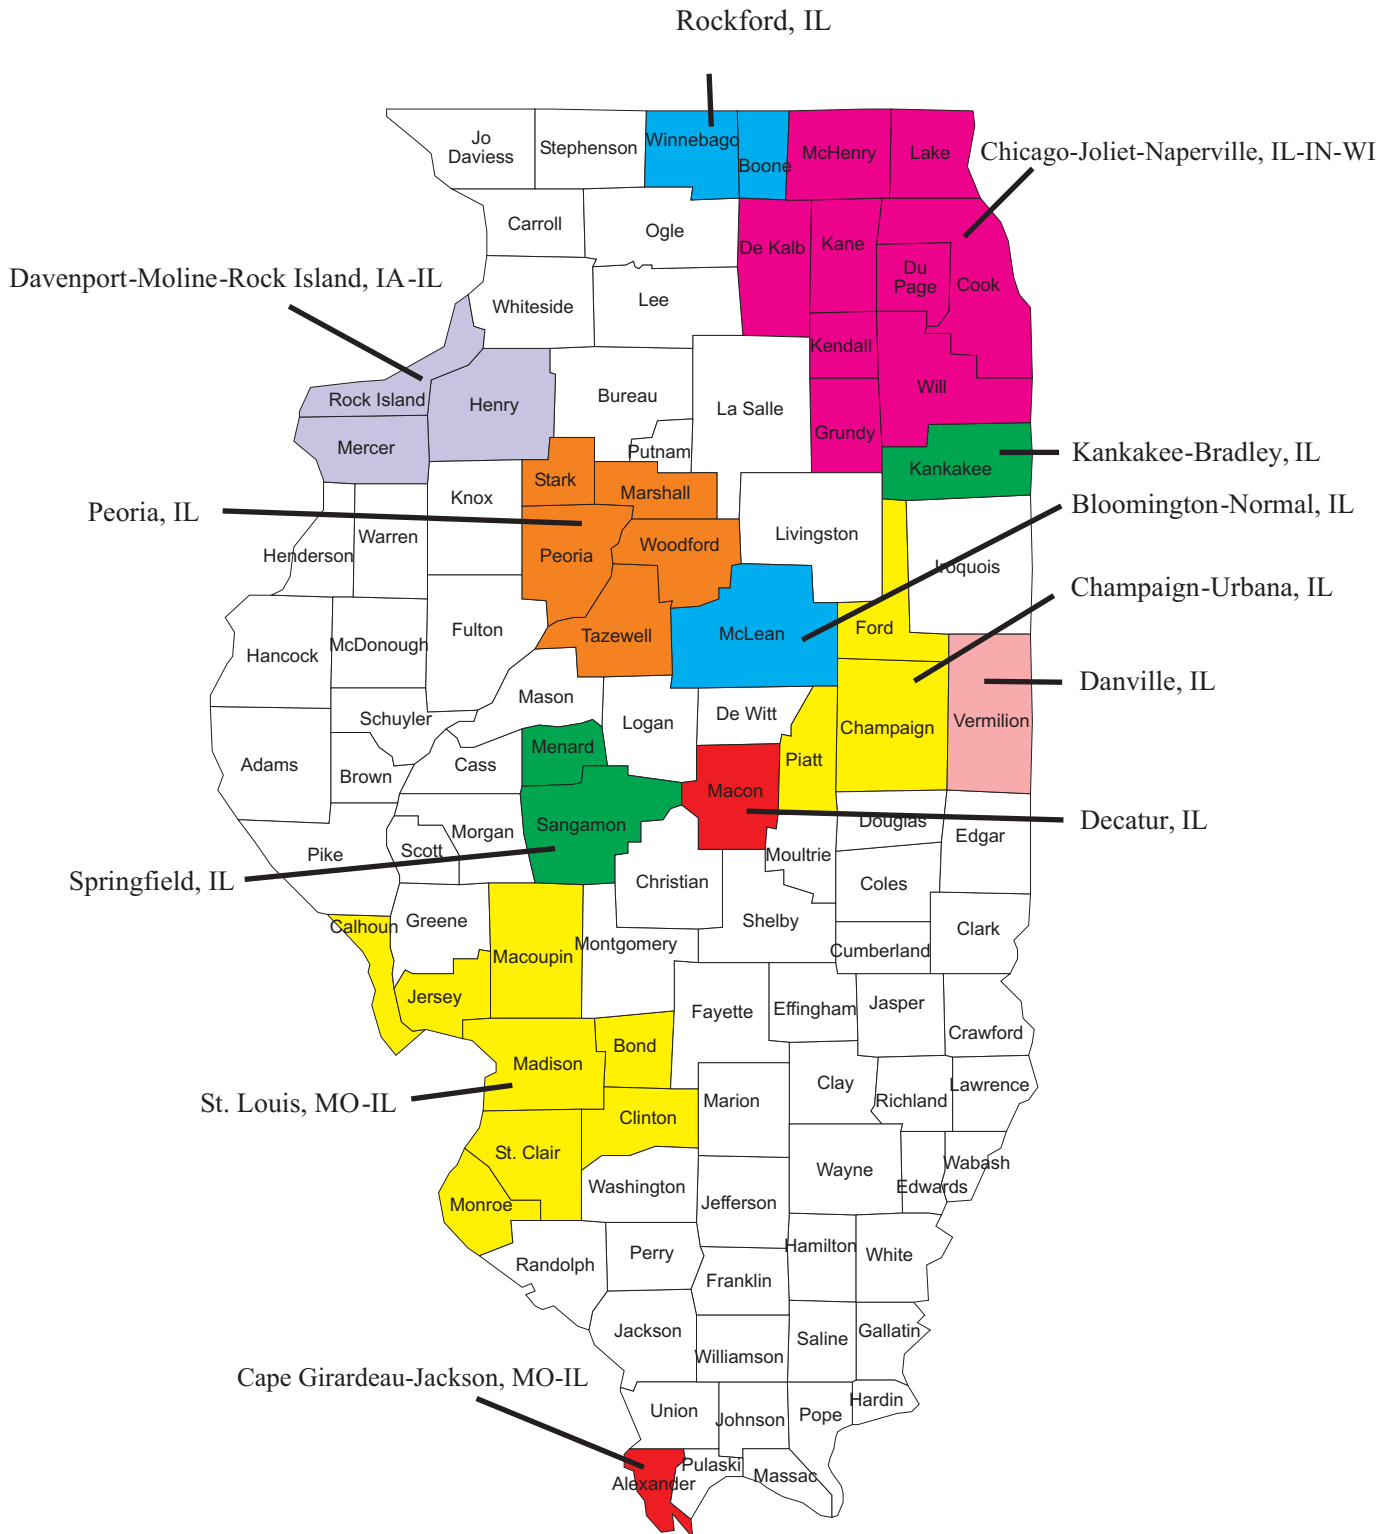 Rockford, IL
Jo
Daviess
Stephenson
Winnebago
Boone
McHenry
Lake
Chicago-Joliet-Naperville, IL-IN-WI
Carroll
Ogle
De Kalb
Kane
Du
Page
Cook
Davenport-Moline-Rock Island, IA-IL
Whiteside
Lee
Kendall
Will
Rock Island
Henry
Bureau
La Salle
Grundy
Mercer
Putnam
Kankakee
Kankakee-Bradley, IL
Stark
Marshall
Knox
Peoria, IL
Bloomington-Normal, IL
Henderson
Warren
Peoria
Woodford
Livingston
Iroquois
Champaign-Urbana, IL
Hancock
McDonough
Fulton
Tazewell
McLean
Ford
Danville, IL
Mason
Schuyler
Logan
De Witt
Champaign
Vermilion
Adams
Brown
Cass
Menard
Piatt
Macon
Decatur, IL
Morgan
Sangamon
Douglas
Edgar
Pike
Scott
Moultrie
Springfield, IL
Christian
Coles
Calhoun
Greene
Shelby
Clark
Macoupin
Montgomery
Cumberland
Jersey
Fayette
Effingham
Jasper
Crawford
Madison
Bond
St. Louis, MO-IL
Clinton
Marion
Clay
Richland
Lawrence
St. Clair
Wayne
Wabash
Edwards
Monroe
Washington
Jefferson
Randolph
Perry
Hamilton
White
Franklin
Jackson
Williamson
Saline
Gallatin
Cape Girardeau-Jackson, MO-IL
Union
Johnson
Pope
Hardin
Alexander
Pulaski
Massac